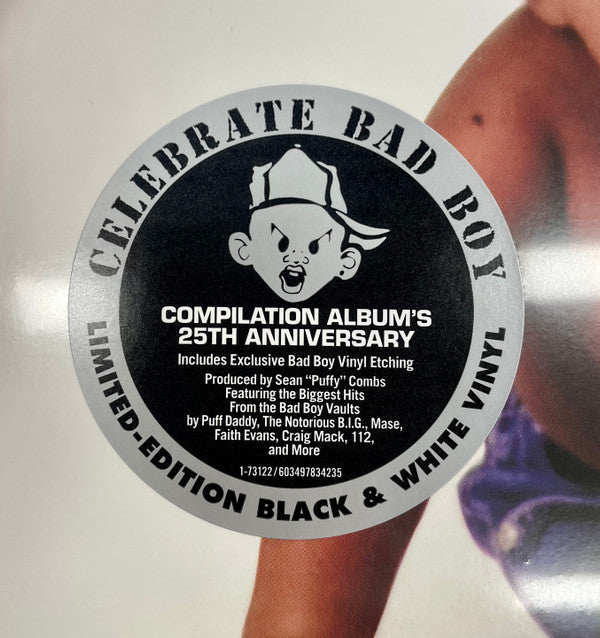 CELEBRATE BAD BOY
COMPILATION ALBUM'S
25TH ANNIVERSARY
Includes Exclusive Bad Boy Vinyl Etching
Produced by Sean "Puffy" Combs
Featuring the Biggest Hits
From the Bad Boy Vaults
by Puff Daddy, The Notorious B.I.G., Mase,
Faith Evans, Craig Mack, 112,
and More
1-73122/603497834235
LIMITED-EDITION BLACK & WHITE VINYL